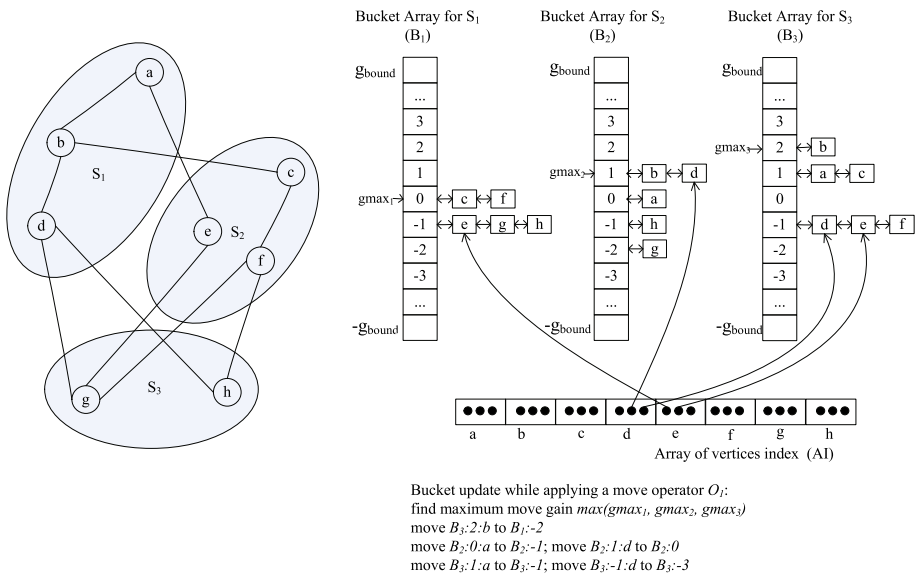 Bucket Array for S1
(B1)
Bucket Array for S2
(B2)
Bucket Array for S3
(B3)
a
b
S1
d
c
e
S2
f
S3
g
h
gbound
...
3
2
1
gmax1
0
c
f
-1
e
g
h
-2
-3
...
-gbound
gbound
...
3
2
gmax2
1
b
d
0
a
-1
h
-2
g
-3
...
-gbound
gbound
...
3
gmax3
2
b
1
a
c
0
-1
d
e
f
-2
-3
...
-gbound
a
b
c
d
e
f
g
h
Array of vertices index (AI)
Bucket update while applying a move operator O1:
find maximum move gain max(gmax1, gmax2, gmax3)
move B3:2:b to B1:-2
move B2:0:a to B2:-1; move B2:1:d to B2:0
move B3:1:a to B3:-1; move B3:-1:d to B3:-3